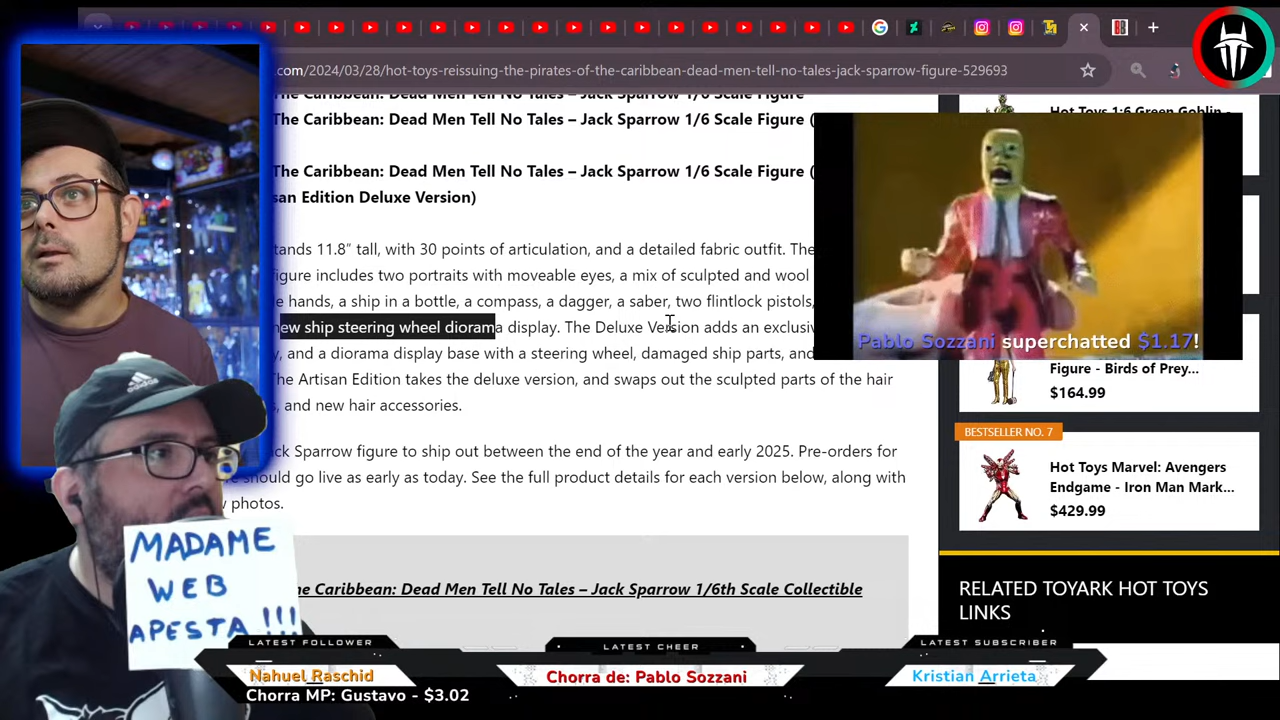 .com/2024/03/28/hot-toys-reissuing-the-pirates-of-the-caribbean-dead-men-tell-no-tales-jack-sparrow-figure-529693
The Caribbean: Dead Men Tell No Tales – Jack Sparrow 1/6 Scale Figure
The Caribbean: Dead Men Tell No Tales – Jack Sparrow 1/6 Scale Figure (
The Caribbean: Dead Men Tell No Tales – Jack Sparrow 1/6 Scale Figure (
san Edition Deluxe Version)
tands 11.8” tall, with 30 points of articulation, and a detailed fabric outfit. The
igure includes two portraits with moveable eyes, a mix of sculpted and wool
e hands, a ship in a bottle, a compass, a dagger, a saber, two flintlock pistols,
ew ship steering wheel diorama display. The Deluxe Version adds an exclusiv
y, and a diorama display base with a steering wheel, damaged ship parts, and
The Artisan Edition takes the deluxe version, and swaps out the sculpted parts of the hair
s, and new hair accessories.
ack Sparrow figure to ship out between the end of the year and early 2025. Pre-orders for
should go live as early as today. See the full product details for each version below, along with
photos.
he Caribbean: Dead Men Tell No Tales – Jack Sparrow 1/6th Scale Collectible
Hot Toys 1:6 Green Goblin -
Pablo Sozzani superchatted $1.17!
Figure - Birds of Prey...
$164.99
BESTSELLER NO. 7
Hot Toys Marvel: Avengers
Endgame - Iron Man Mark...
$429.99
RELATED TOYARK HOT TOYS
LINKS
MADAME
WEB
APESTA !!!
LATEST FOLLOWER
Nahuel Raschid
LATEST CHEER
Chorra de: Pablo Sozzani
LATEST SUBSCRIBER
Kristian Arrieta
Chorra MP: Gustavo - $3.02